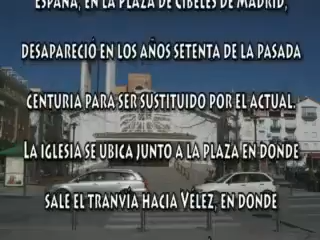 ESPAÑA, EN LA PLAZA DE CIBELES DE MADRID,
DESAPARECIÓ EN LOS AÑOS SETENTA DE LA PASADA
CENTURIA PARA SER SUSTITUIDO POR EL ACTUAL.
LA IGLESIA SE UBICA JUNTO A LA PLAZA EN DONDE
SALE EL TRANVÍA HACIA VELEZ, EN DONDE